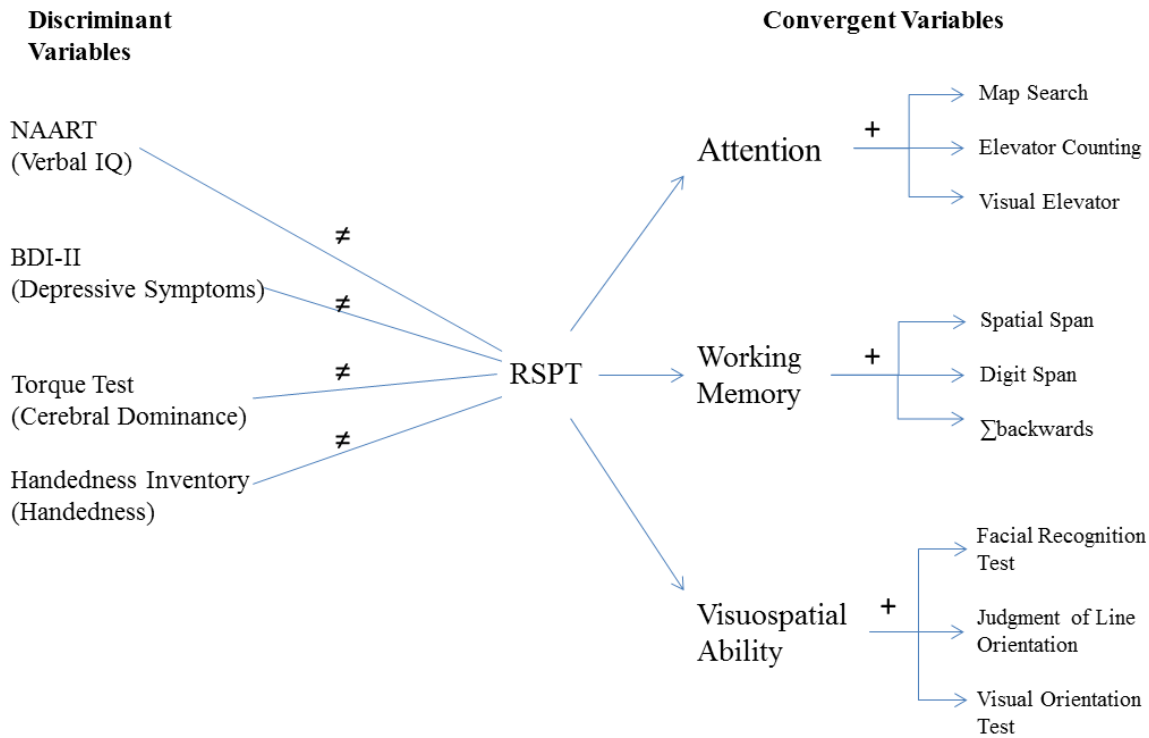 Discriminant
Variables
NAART
(Verbal IQ)
≠
BDI-II
(Depressive Symptoms)
≠
Torque Test
(Cerebral Dominance)
≠
Handedness Inventory
(Handedness)
≠
RSPT
Convergent Variables
Attention
+
Map Search
Elevator Counting
Visual Elevator
Working
Memory
+
Spatial Span
Digit Span
∑backwards
Visuospatial
Ability
+
Facial Recognition
Test
Judgment of Line
Orientation
Visual Orientation
Test